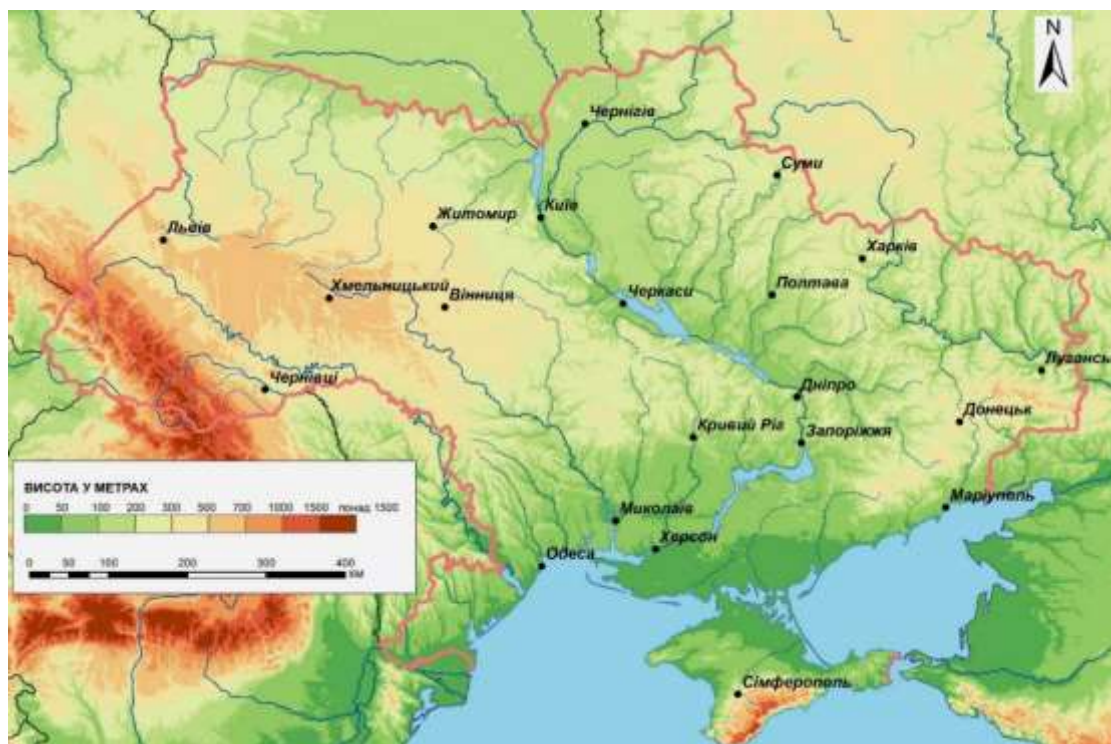 N
Чернігів
Суми
Київ
Житомир
Львів
Харків
Хмельницький
Вінниця
Полтава
Черкаси
Луганськ
Чернівці
Дніпро
Донецьк
Кривий Ріг
Запоріжжя
ВИСОТА У МЕТРАХ
0 50 100 200 300 500 700 1000 1500 понад 1500
Маріуполь
Миколаїв
Херсон
Одеса
0 50 100 200 300 400
КМ
Сімферополь